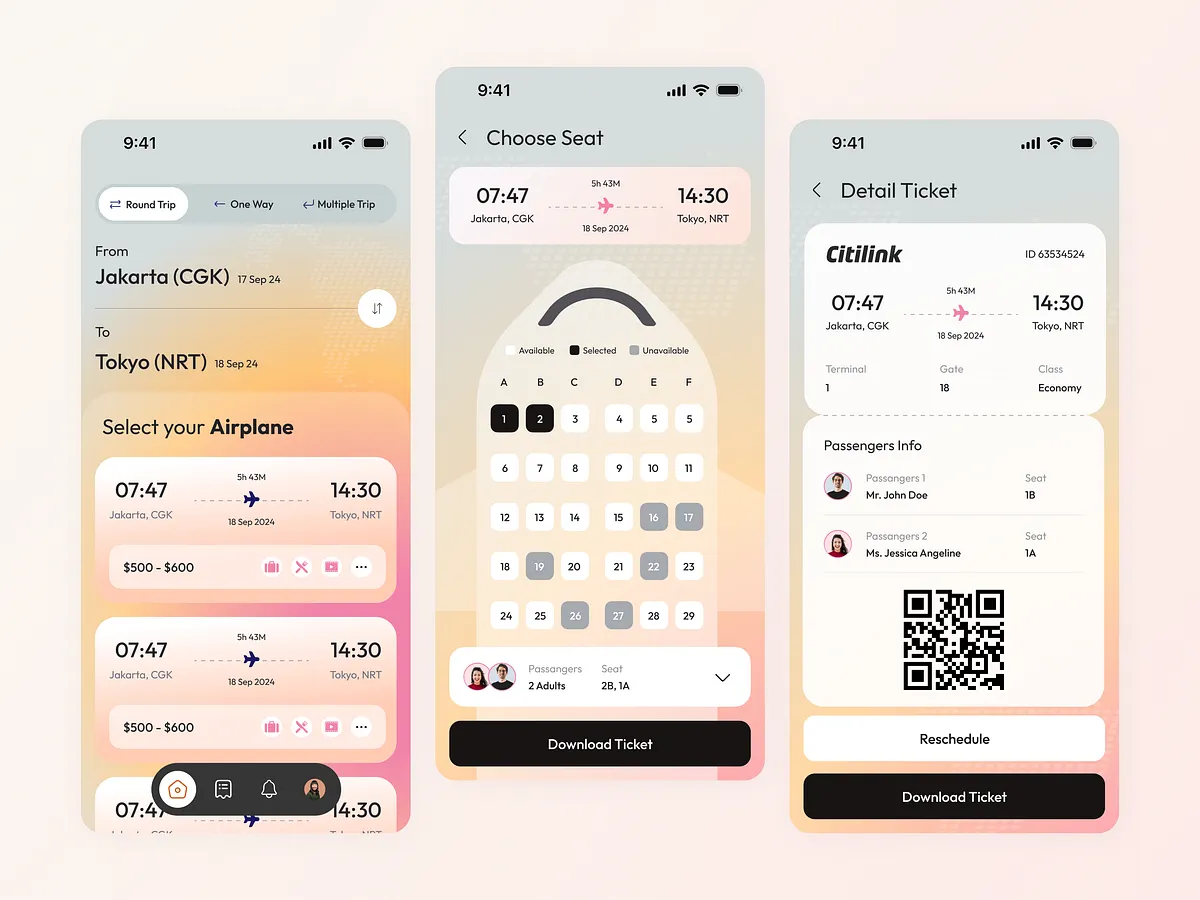 9:41
Round Trip
One Way
Multiple Trip
From
Jakarta (CGK) 17 Sep 24
To
Tokyo (NRT) 18 Sep 24
Select your Airplane
5h 43M
07:47 14:30
Jakarta, CGK Tokyo, NRT
18 Sep 2024
$500 - $600
5h 43M
07:47 14:30
Jakarta, CGK Tokyo, NRT
18 Sep 2024
$500 - $600
07:47 14:30
9:41
Choose Seat
5h 43M
07:47 14:30
Jakarta, CGK Tokyo, NRT
18 Sep 2024
Available Selected Unavailable
A B C D E F
1 2 3 4 5 5
6 7 8 9 10 11
12 13 14 15 16 17
18 19 20 21 22 23
24 25 26 27 28 29
Passangers Seat
2 Adults 2B, 1A
Download Ticket
9:41
Detail Ticket
Citilink ID 63534524
5h 43M
07:47 14:30
Jakarta, CGK Tokyo, NRT
18 Sep 2024
Terminal Gate Class
1 18 Economy
Passengers Info
Passangers 1 Seat
Mr. John Doe 1B
Passangers 2 Seat
Ms. Jessica Angeline 1A
Reschedule
Download Ticket